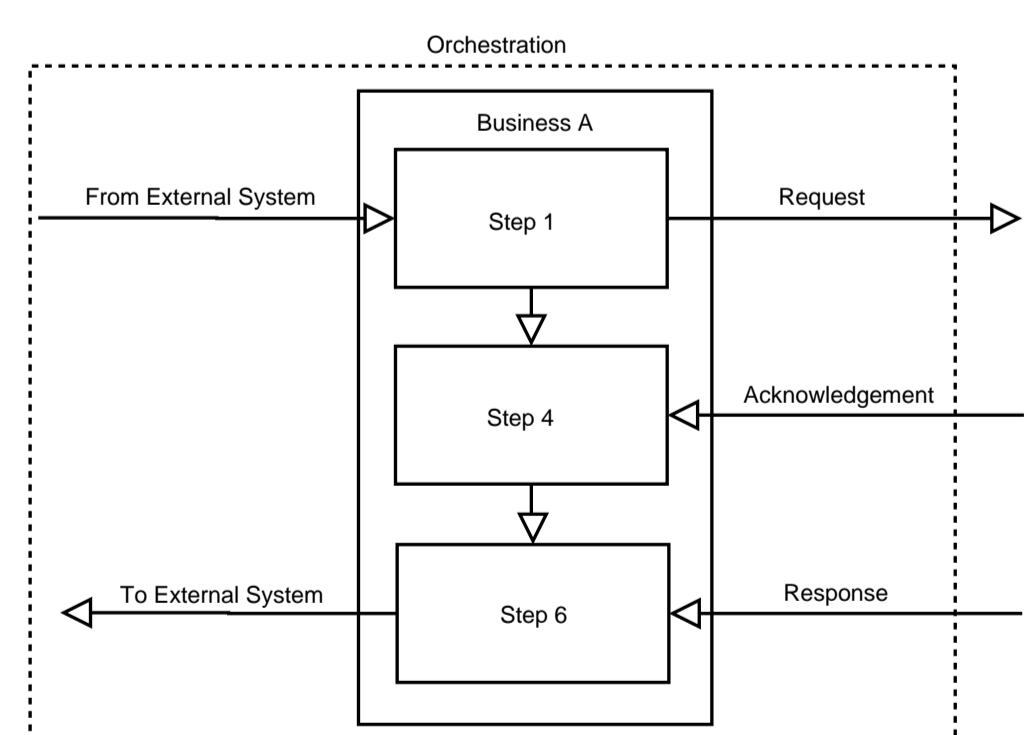 Orchestration
Business A
From External System
Step 1
Request
Step 4
Acknowledgement
To External System
Step 6
Response